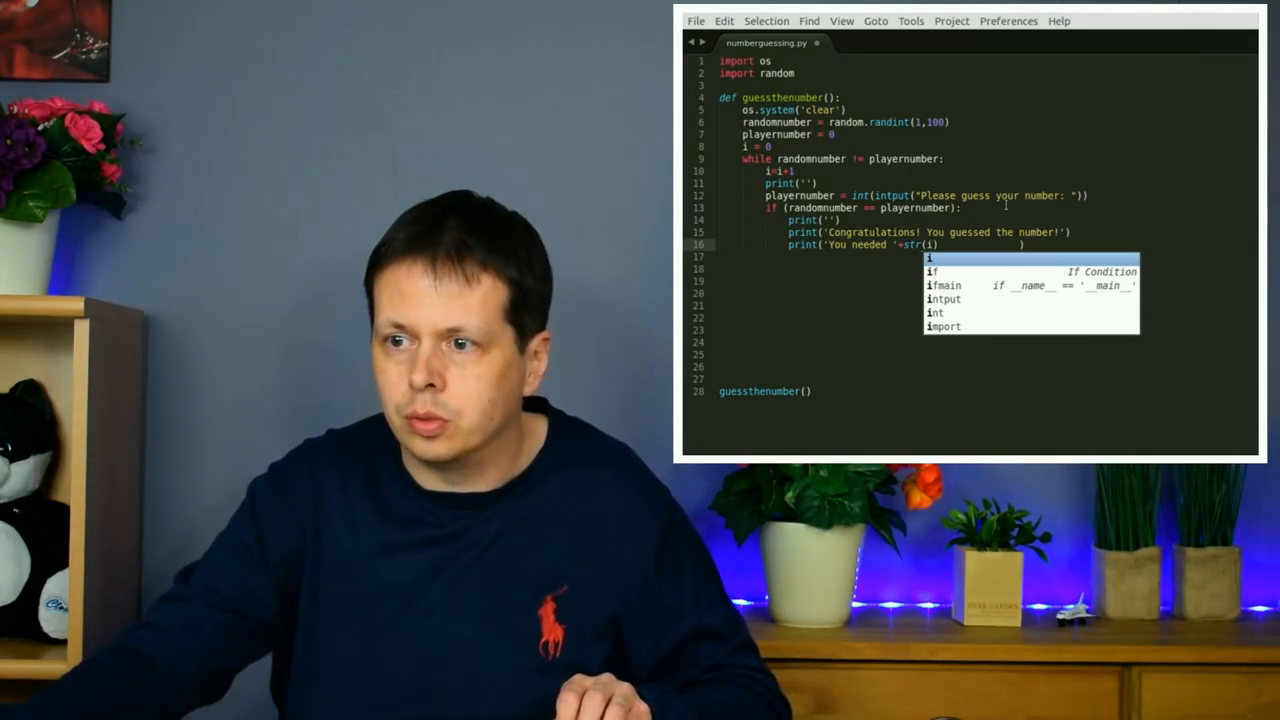 File Edit Selection Find View Goto Tools Project Preferences Help
numberguessing.py
1 import os
2 import random
3
4 def guessthenumber():
5 os.system('clear')
6 randomnumber = random.randint(1,100)
7 playernumber = 0
8 i = 0
9 while randomnumber != playernumber:
10 i=i+1
11 print('')
12 playernumber = int(intput("Please guess your number: "))
13 if (randomnumber == playernumber):
14 print('')
15 print('Congratulations! You guessed the number!')
16 print('You needed '+str(i) )
17
18
19
20
21
22
23
24
25
26
27
28 guessthenumber()
i
if If Condition
ifmain if __name__ == '__main__'
intput
int
import
HERB GARDEN